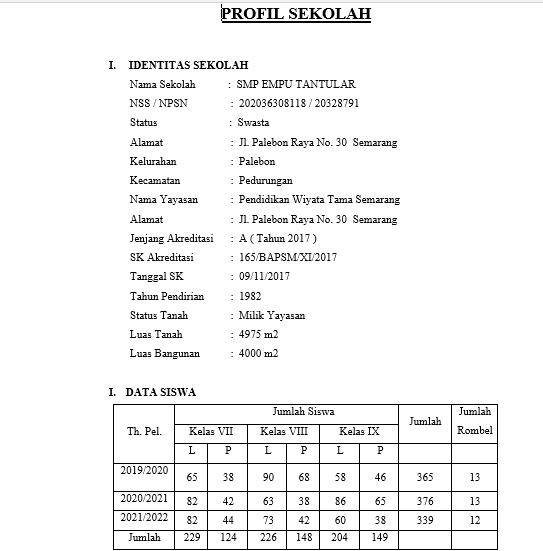 PROFIL SEKOLAH
I. IDENTITAS SEKOLAH
Nama Sekolah : SMP EMPU TANTULAR
NSS / NPSN : 202036308118 / 20328791
Status : Swasta
Alamat : Jl. Palebon Raya No. 30 Semarang
Kelurahan : Palebon
Kecamatan : Pedurungan
Nama Yayasan : Pendidikan Wiyata Tama Semarang
Alamat : Jl. Palebon Raya No. 30 Semarang
Jenjang Akreditasi : A ( Tahun 2017 )
SK Akreditasi : 165/BAPSM/XI/2017
Tanggal SK : 09/11/2017
Tahun Pendirian : 1982
Status Tanah : Milik Yayasan
Luas Tanah : 4975 m2
Luas Bangunan : 4000 m2
I. DATA SISWA
Th. Pel. Jumlah Siswa Jumlah Jumlah Rombel
Kelas VII Kelas VIII Kelas IX
L P L P L P
2019/2020 65 38 90 68 58 46 365 13
2020/2021 82 42 63 38 86 65 376 13
2021/2022 82 44 73 42 60 38 339 12
Jumlah 229 124 226 148 204 149